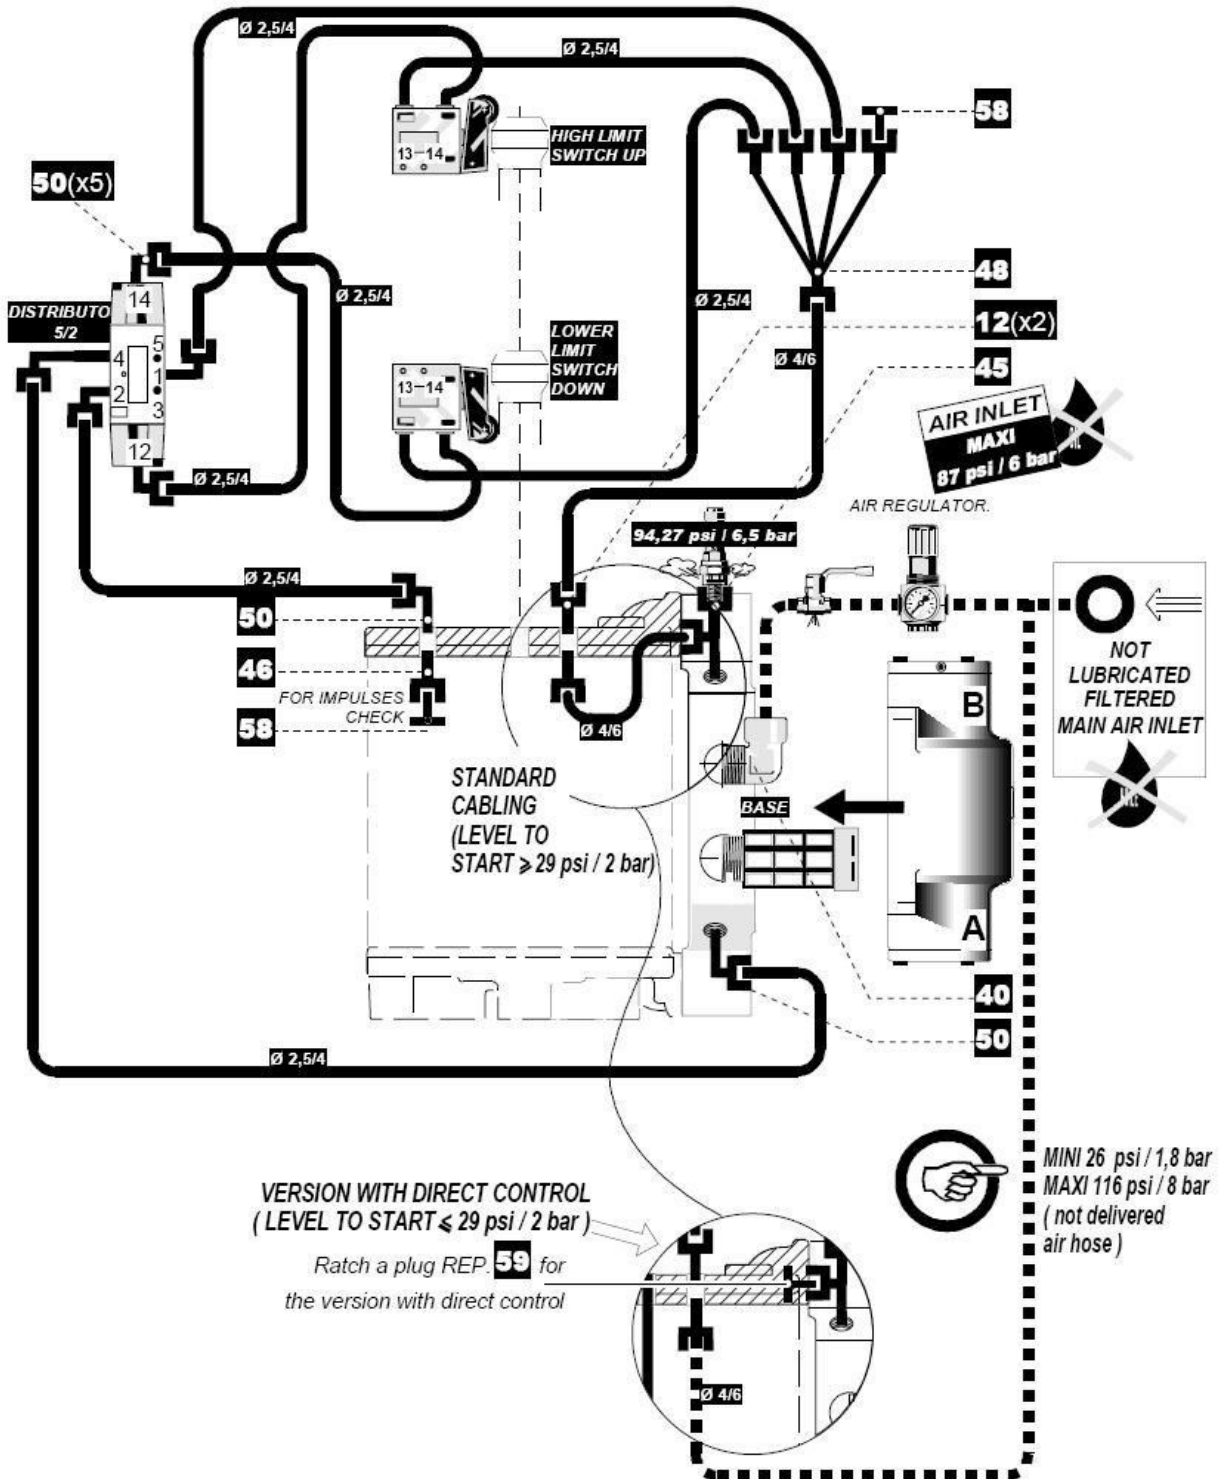 Ø 2,5/4
Ø 2,5/4
58
HIGH LIMIT
SWITCH UP
13-14
50(x5)
48
14
Ø 2,5/4
Ø 2,5/4
DISTRIBUTO
5/2
12(x2)
LOWER
LIMIT
SWITCH
DOWN
5
4
1
2
3
12
Ø 4/6
45
13-14
AIR INLET
MAXI
87 psi / 6 bar
Ø 2,5/4
AIR REGULATOR.
94,27 psi / 6,5 bar
Ø 2,5/4
50
46
FOR IMPULSES
CHECK
58
Ø 4/6
NOT
LUBRICATED
FILTERED
MAIN AIR INLET
B
A
STANDARD
CABLING
(LEVEL TO
START ⩾ 29 psi / 2 bar)
BASE
40
50
Ø 2,5/4
MINI 26 psi / 1,8 bar
MAXI 116 psi / 8 bar
( not delivered
air hose )
VERSION WITH DIRECT CONTROL
( LEVEL TO START ⩽ 29 psi / 2 bar )
Ratch a plug REP. 59 for
the version with direct control
Ø 4/6